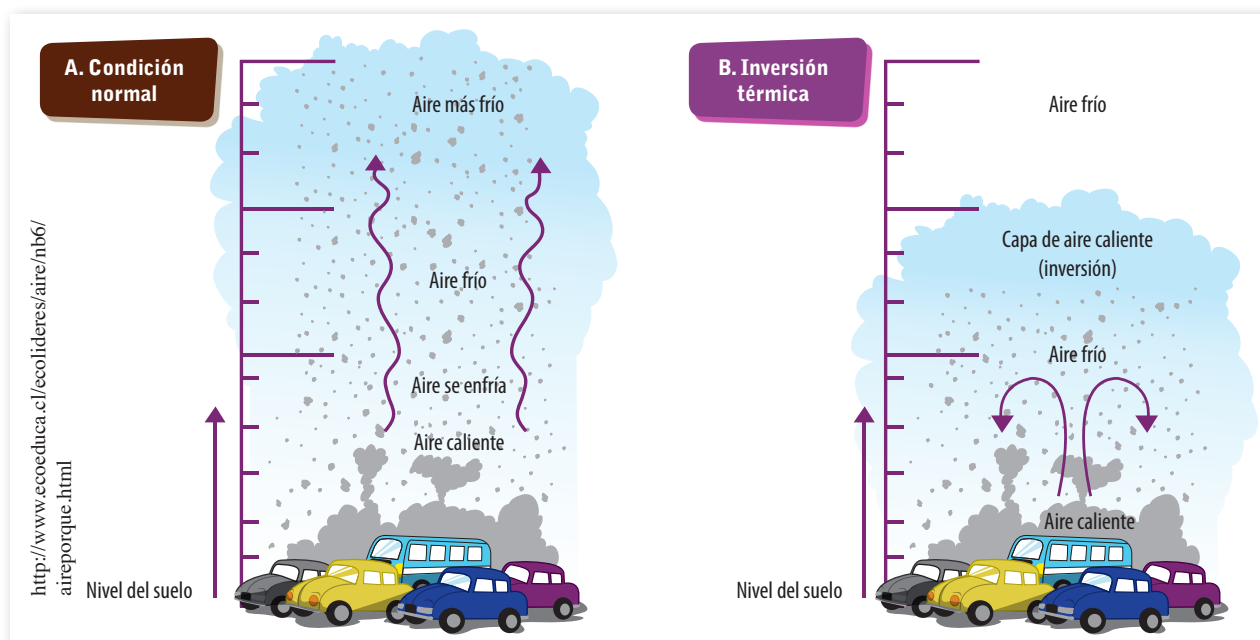 A. Condición
normal
Aire más frío
Aire frío
Aire se enfría
Aire caliente
Nivel del suelo
http://www.ecoeduca.cl/ecolideres/aire/nb6/
aireporque.html
B. Inversión
térmica
Aire frío
Capa de aire caliente
(inversión)
Aire frío
Aire caliente
Nivel del suelo